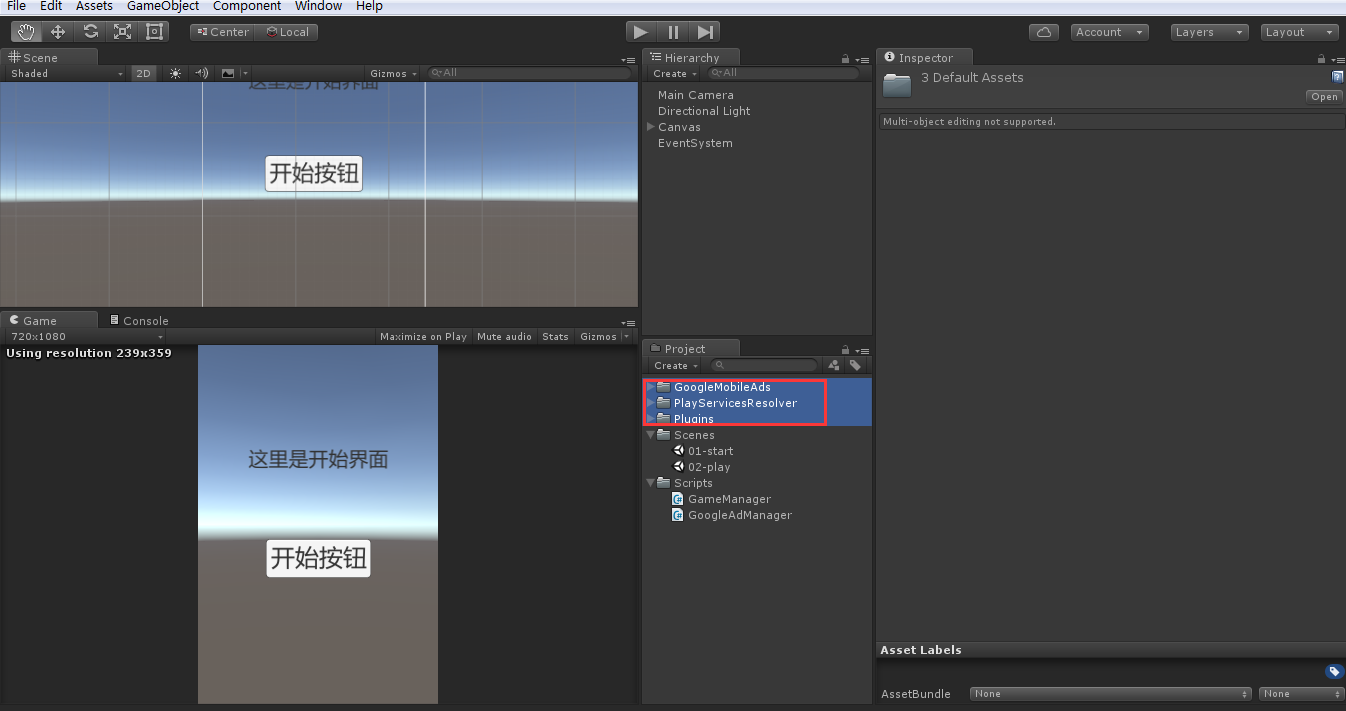 File Edit Assets GameObject Component Window Help
Center Local Account Layers Layout
Scene
Shaded 2D Gizmos All
这里是开始界面
开始按钮
Game Console
720x1080 Maximize on Play Mute audio Stats Gizmos
Using resolution 239x359
这里是开始界面
开始按钮
Hierarchy
Create All
Main Camera
Directional Light
Canvas
EventSystem
Project
Create
GoogleMobileAds
PlayServicesResolver
Plugins
Scenes
01-start
02-play
Scripts
GameManager
GoogleAdManager
Inspector
3 Default Assets
Open
Multi-object editing not supported.
Asset Labels
AssetBundle None None